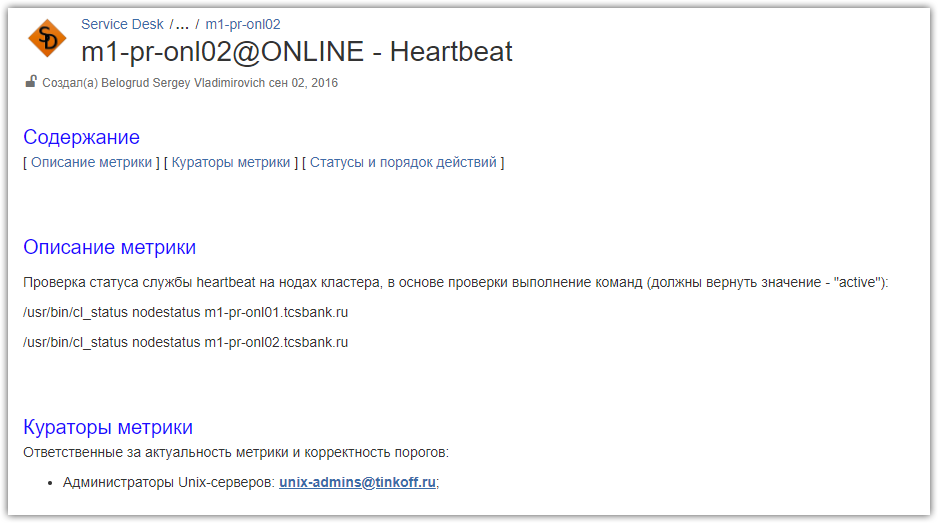 SD
Service Desk /... / m1-pr-onl02
m1-pr-onl02@ONLINE - Heartbeat
Создал(а) Belogrud Sergey Vladimirovich сен 02, 2016
Содержание
[ Описание метрики ] [ Кураторы метрики ] [ Статусы и порядок действий ]
Описание метрики
Проверка статуса службы heartbeat на нодах кластера, в основе проверки выполнение команд (должны вернуть значение - "active"):
/usr/bin/cl_status nodestatus m1-pr-onl01.tcsbank.ru
/usr/bin/cl_status nodestatus m1-pr-onl02.tcsbank.ru
Кураторы метрики
Ответственные за актуальность метрики и корректность порогов:
• Администраторы Unix-серверов: unix-admins@tinkoff.ru;